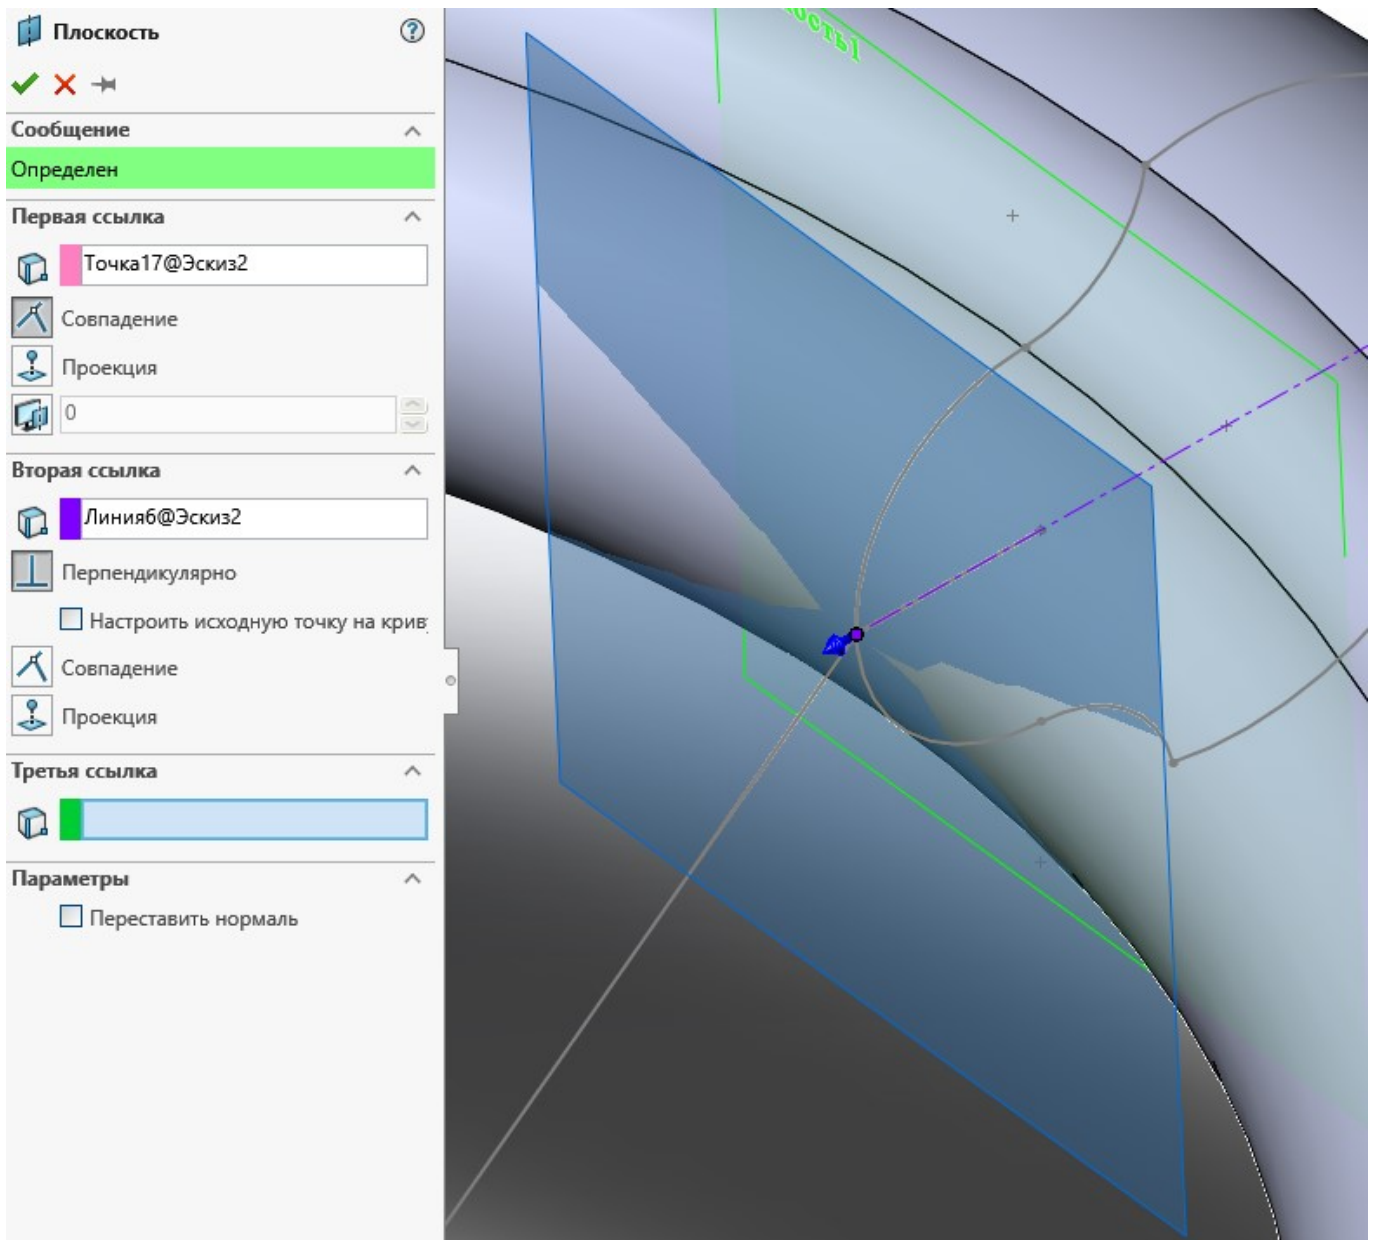 Плоскость
Сообщение
Определен
Первая ссылка
Точка17@Эскиз2
Совпадение
Проекция
0
Вторая ссылка
Линия6@Эскиз2
Перпендикулярно
Настроить исходную точку на крив
Совпадение
Проекция
Третья ссылка
Параметры
Переставить нормаль
ость1